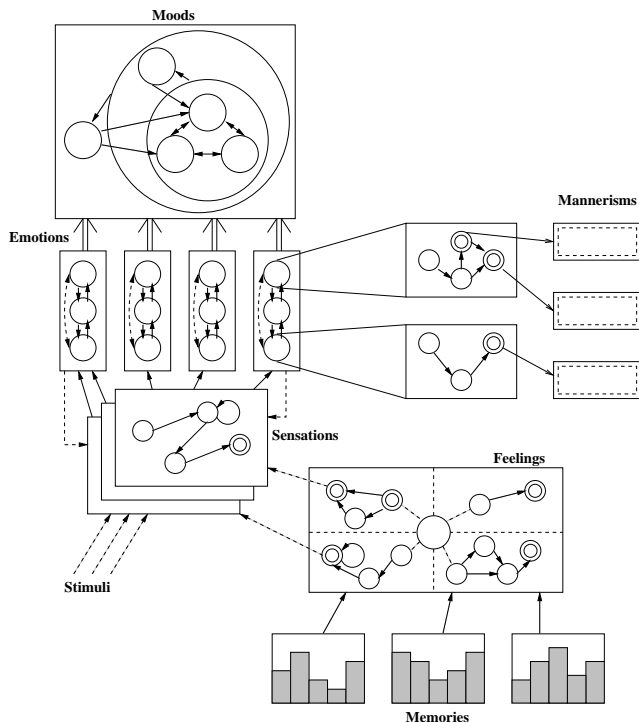 Moods
Mannerisms
Emotions
Sensations
Feelings
Stimuli
Memories